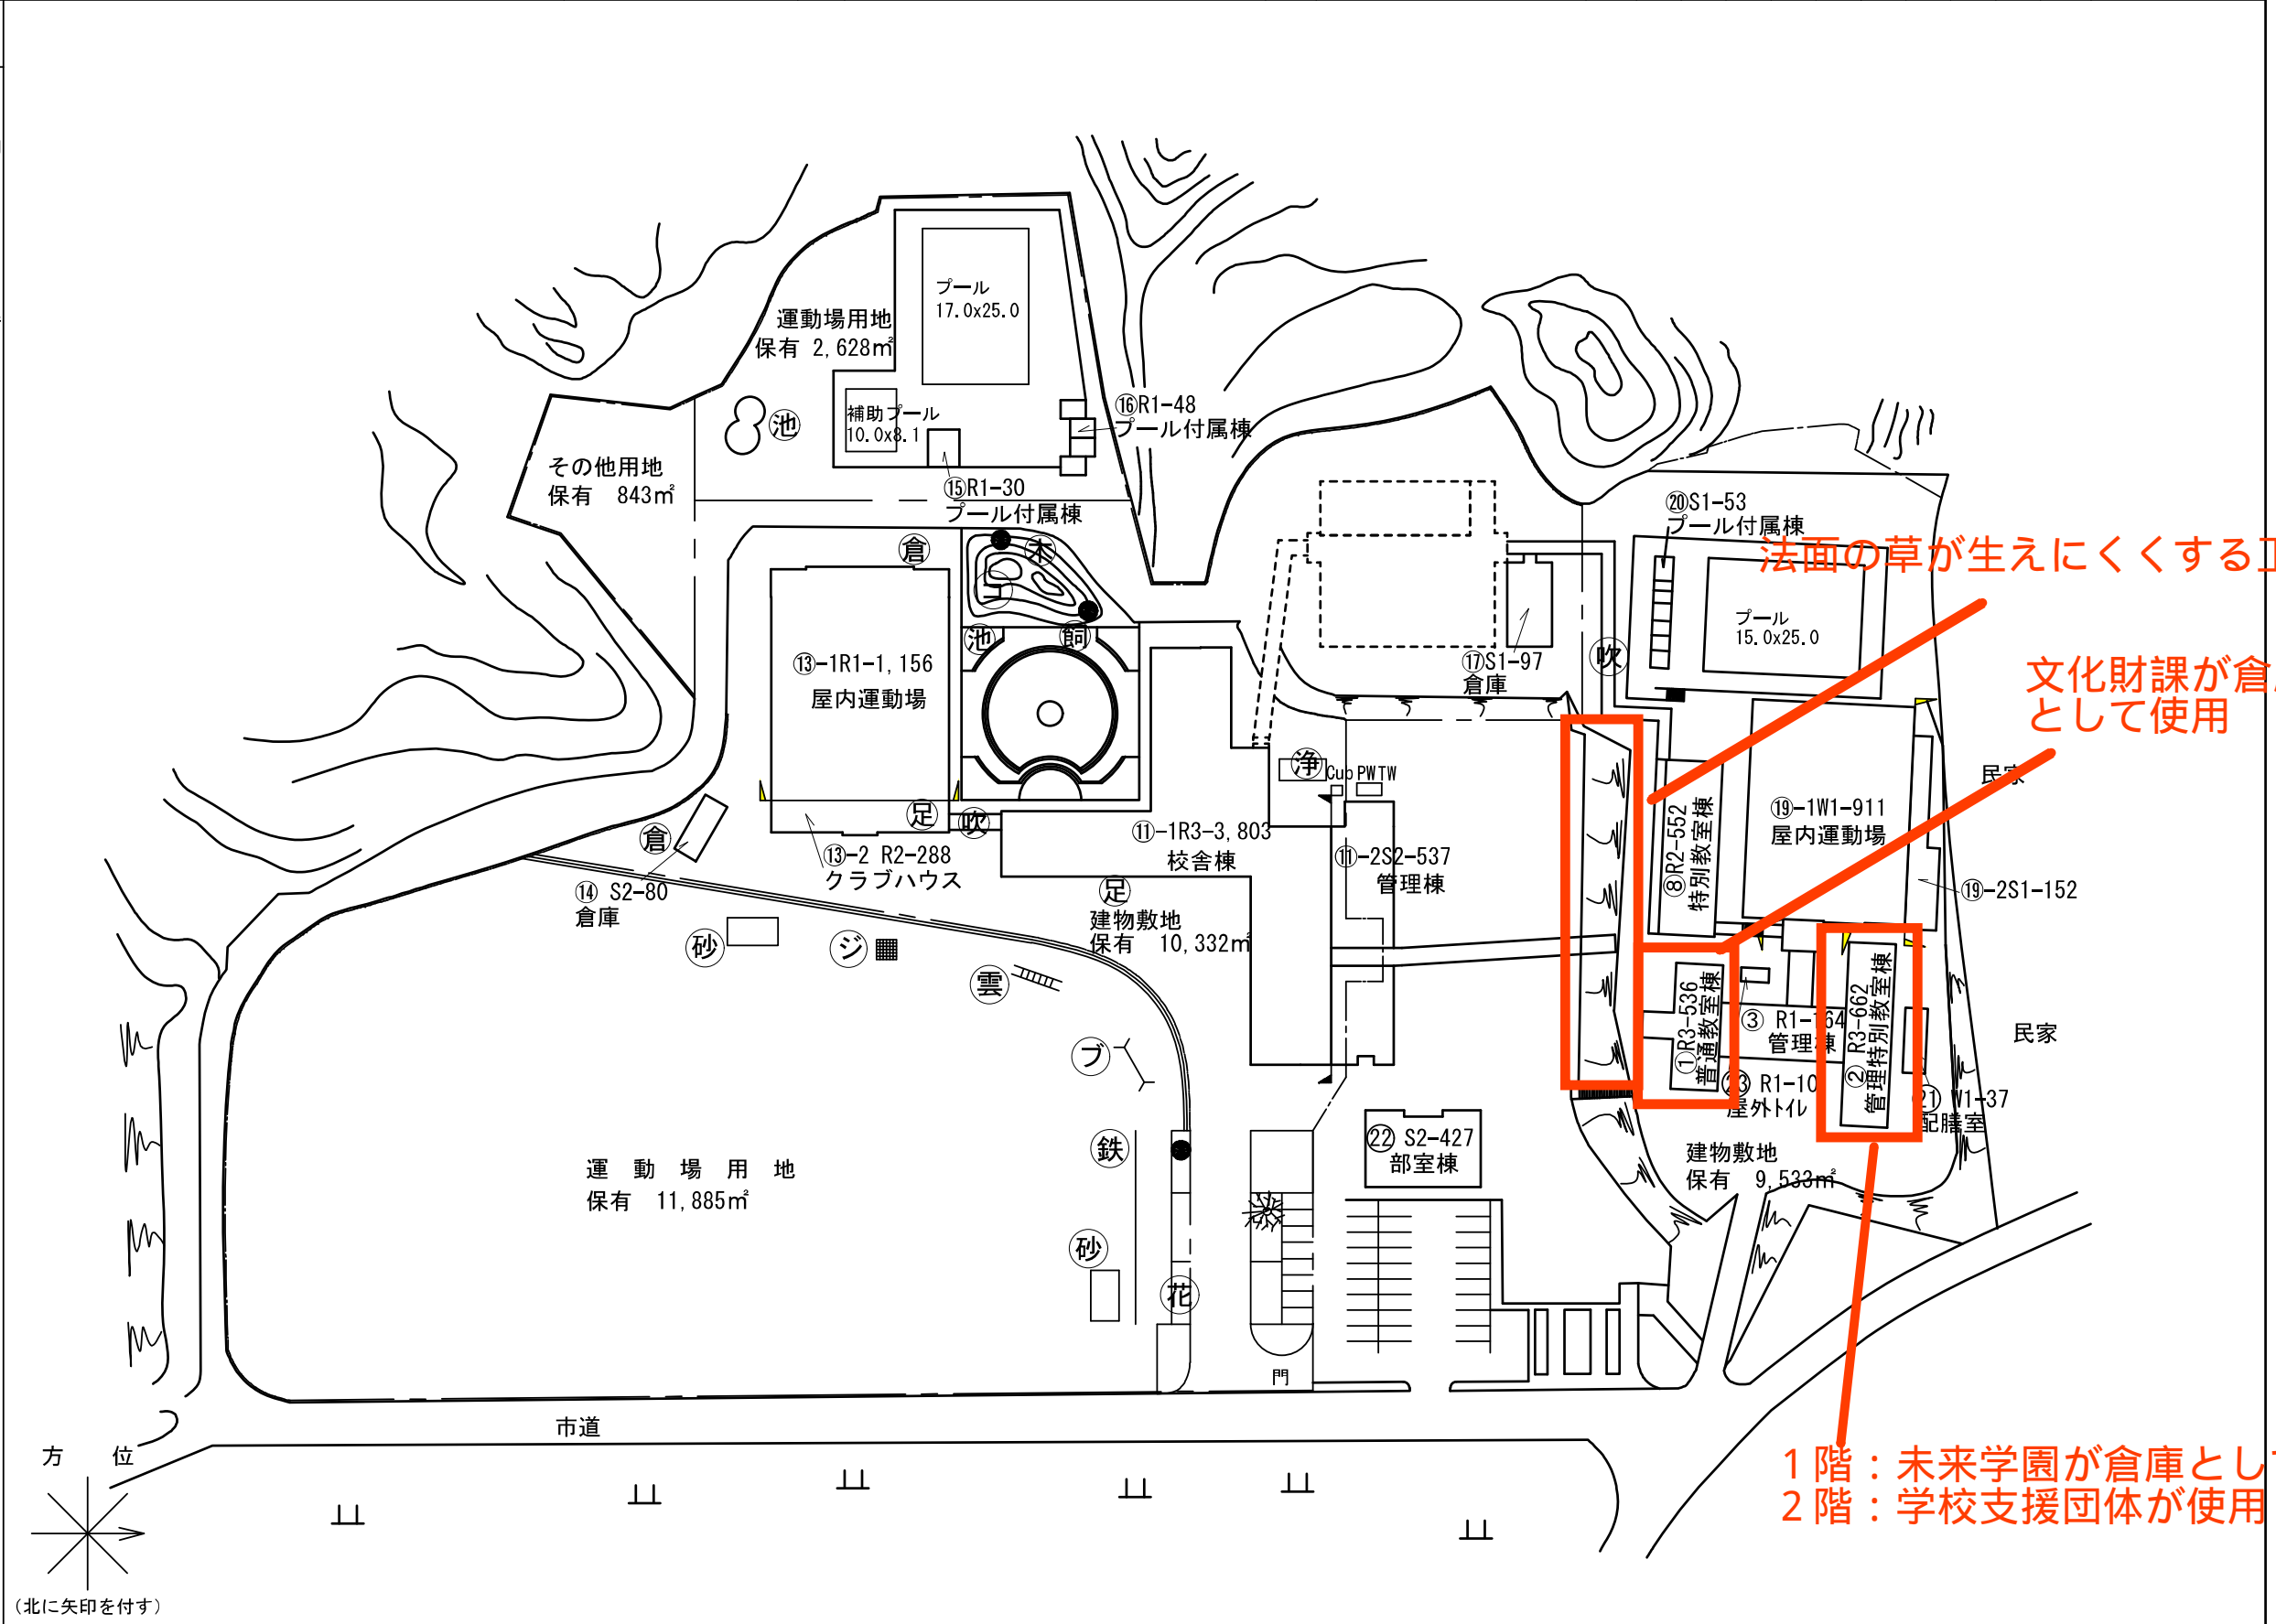 プール
17.0x25.0
運動場用地
保有 2,628㎡
補助プール
10.0x8.1
池
⑯R1-48
プール付属棟
その他用地
保有 843㎡
⑮R1-30
プール付属棟
⑳S1-53
プール付属棟
法面の草が生えにくくする
倉
木
コ
プール
15.0x25.0
池
飼
⑬-1R1-1,156
屋内運動場
⑰S1-97
倉庫
吹
文化財課が倉
として使用
浄
Cub PW TW
民家
⑲-1W1-911
屋内運動場
⑧R2-552
特別教室棟
足
吹
倉
⑪-1R3-3,803
校舎棟
⑪-2S2-537
管理棟
⑬-2 R2-288
クラブハウス
⑭ S2-80
倉庫
足
建物敷地
保有 10,332㎡
⑲-2S1-152
砂
ジ
雲
①R3-536
普通教室棟
③ R1-164
管理棟
② R3-662
管理特別教室棟
民家
ブ
㉓ R1-10
屋外トイレ
㉑ W1-37
配膳室
鉄
㉒ S2-427
部室棟
建物敷地
保有 9,533㎡
運動場用地
保有 11,885㎡
砂
花
門
市道
方位
1階：未来学園が倉庫とし
2階：学校支援団体が使用
(北に矢印を付す)